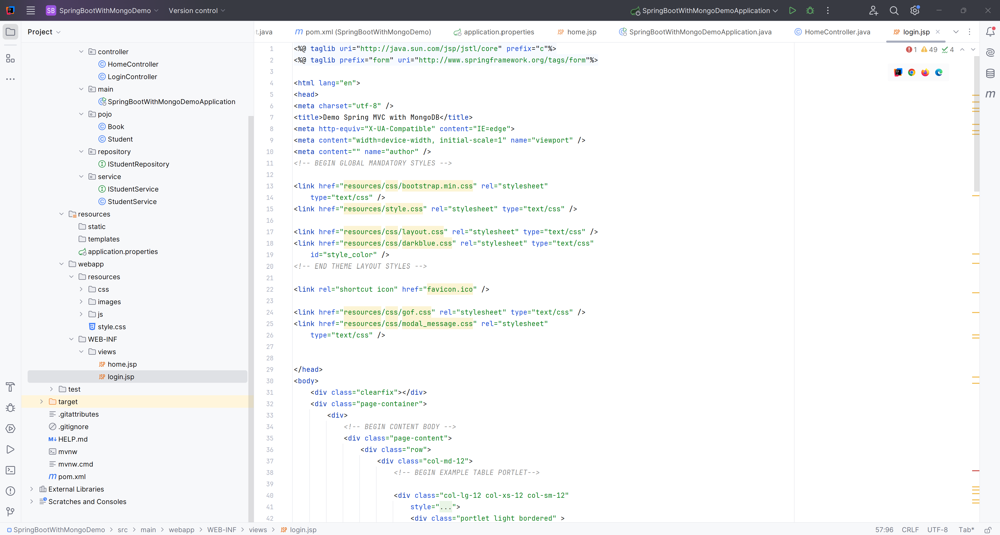 SB SpringBootWithMongoDemo Version control SpringBootWithMongoDemoApplication
Project
t.java pom.xml (SpringBootWithMongoDemo) application.properties JSP home.jsp SpringBootWithMongoDemoApplication.java HomeController.java JSP login.jsp
1 49 4
controller
HomeController
LoginController
main
SpringBootWithMongoDemoApplication
pojo
Book
Student
repository
IStudentRepository
service
IStudentService
StudentService
resources
static
templates
application.properties
webapp
resources
css
images
js
style.css
WEB-INF
views
JSP home.jsp
JSP login.jsp
test
target
.gitattributes
.gitignore
M↓ HELP.md
mvnw
mvnw.cmd
m pom.xml
External Libraries
Scratches and Consoles
1 <%@ taglib uri="http://java.sun.com/jsp/jstl/core" prefix="c"%>
2 <%@ taglib prefix="form" uri="http://www.springframework.org/tags/form"%>
3
4 <html lang="en">
5 <head>
6 <meta charset="utf-8" />
7 <title>Demo Spring MVC with MongoDB</title>
8 <meta http-equiv="X-UA-Compatible" content="IE=edge">
9 <meta content="width=device-width, initial-scale=1" name="viewport" />
10 <meta content="" name="author" />
11 <!-- BEGIN GLOBAL MANDATORY STYLES -->
12
13 <link href="resources/css/bootstrap.min.css" rel="stylesheet"
14 type="text/css" />
15 <link href="resources/style.css" rel="stylesheet" type="text/css" />
16
17 <link href="resources/css/layout.css" rel="stylesheet" type="text/css" />
18 <link href="resources/css/darkblue.css" rel="stylesheet" type="text/css"
19 id="style_color" />
20 <!-- END THEME LAYOUT STYLES -->
21
22 <link rel="shortcut icon" href="favicon.ico" />
23
24 <link href="resources/css/gof.css" rel="stylesheet" type="text/css" />
25 <link href="resources/css/modal_message.css" rel="stylesheet"
26 type="text/css" />
27
28
29 </head>
30 <body>
31 <div class="clearfix"></div>
32 <div class="page-container">
33 <div>
34 <!-- BEGIN CONTENT BODY -->
35 <div class="page-content">
36 <div class="row">
37 <div class="col-md-12">
38 <!-- BEGIN EXAMPLE TABLE PORTLET-->
39
40 <div class="col-lg-12 col-xs-12 col-sm-12"
41 style="...">
42 <div class="portlet light bordered" >
SpringBootWithMongoDemo > src > main > webapp > WEB-INF > views > JSP login.jsp 57:96 CRLF UTF-8 Tab*